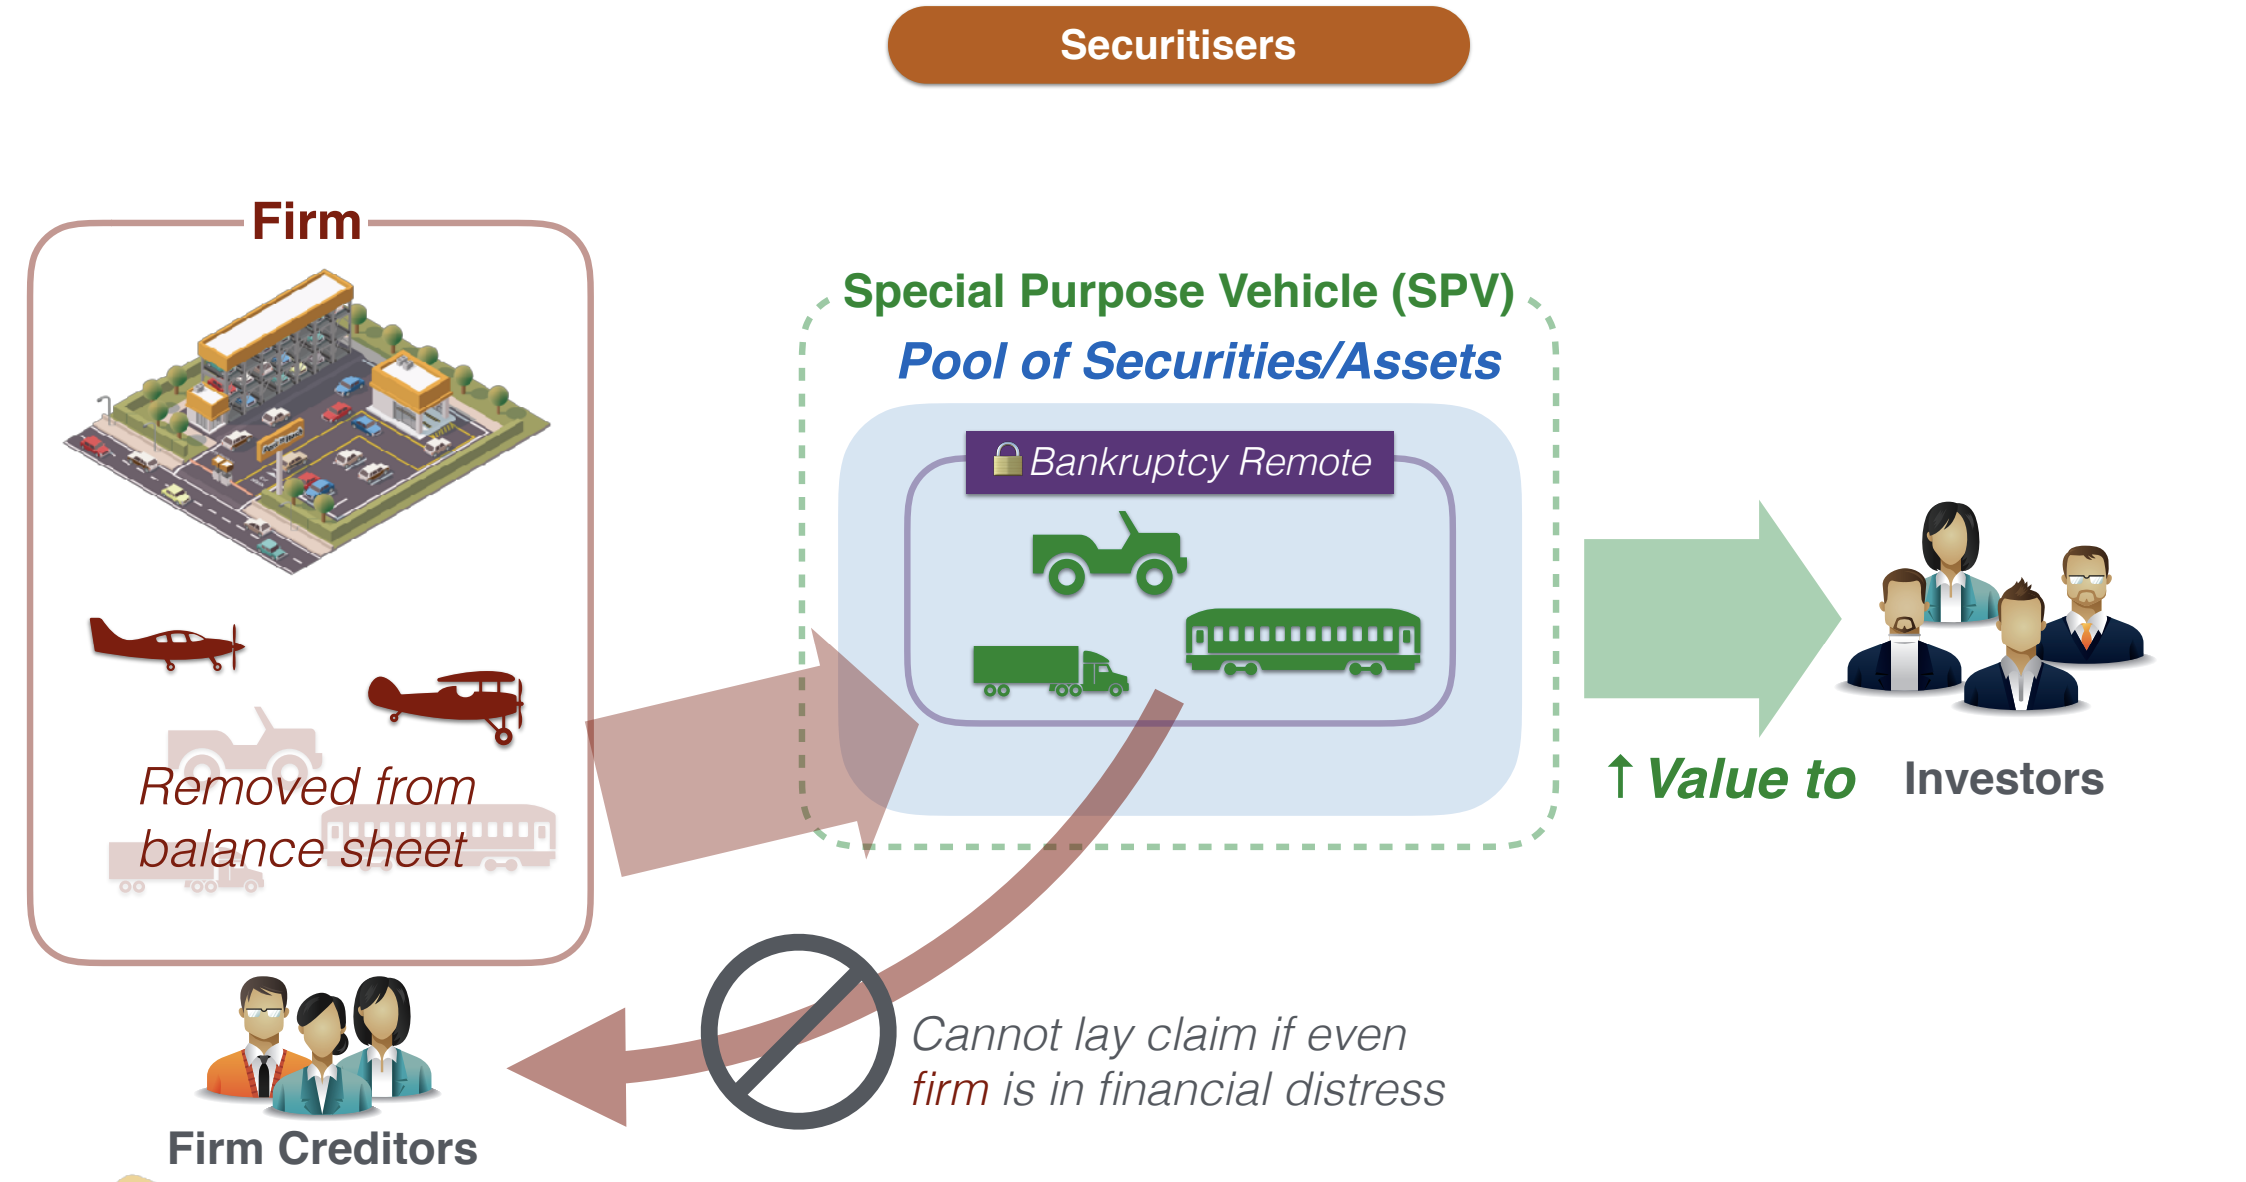 Securitisers
Firm
Special Purpose Vehicle (SPV)
Pool of Securities/Assets
Bankruptcy Remote
Removed from
balance sheet
↑ Value to
Investors
Cannot lay claim if even
firm is in financial distress
Firm Creditors